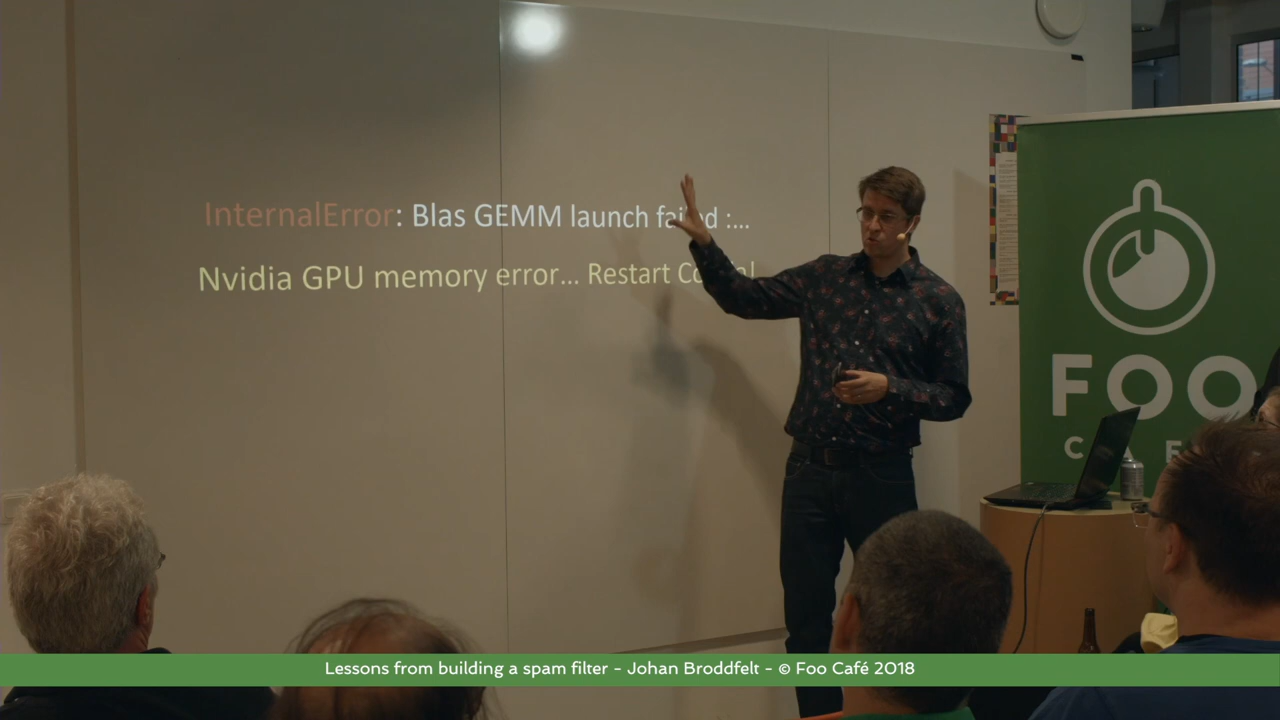 InternalError: Blas GEMM launch failed :...
Nvidia GPU memory error... Restart
FOO
Lessons from building a spam filter - Johan Broddfelt - © Foo Café 2018